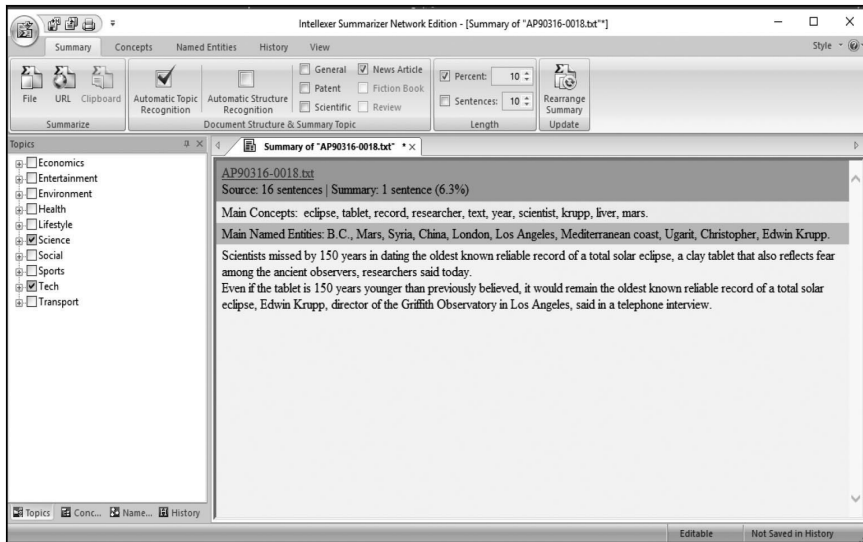 Intellexer Summarizer Network Edition - [Summary of "AP90316-0018.txt"*]
Summary Concepts Named Entities History View Style
File URL Clipboard
Summarize
Automatic Topic Recognition
Automatic Structure Recognition
General News Article
Patent Fiction Book
Scientific Review
Document Structure & Summary Topic
Percent: 10
Sentences: 10
Length
Rearrange Summary
Update
Topics
Economics
Entertainment
Environment
Health
Lifestyle
Science
Social
Sports
Tech
Transport
Topics Conc... Name... History
Summary of "AP90316-0018.txt" *
AP90316-0018.txt
Source: 16 sentences | Summary: 1 sentence (6.3%)
Main Concepts: eclipse, tablet, record, researcher, text, year, scientist, krupp, liver, mars.
Main Named Entities: B.C., Mars, Syria, China, London, Los Angeles, Mediterranean coast, Ugarit, Christopher, Edwin Krupp.
Scientists missed by 150 years in dating the oldest known reliable record of a total solar eclipse, a clay tablet that also reflects fear
among the ancient observers, researchers said today.
Even if the tablet is 150 years younger than previously believed, it would remain the oldest known reliable record of a total solar
eclipse, Edwin Krupp, director of the Griffith Observatory in Los Angeles, said in a telephone interview.
Editable Not Saved in History